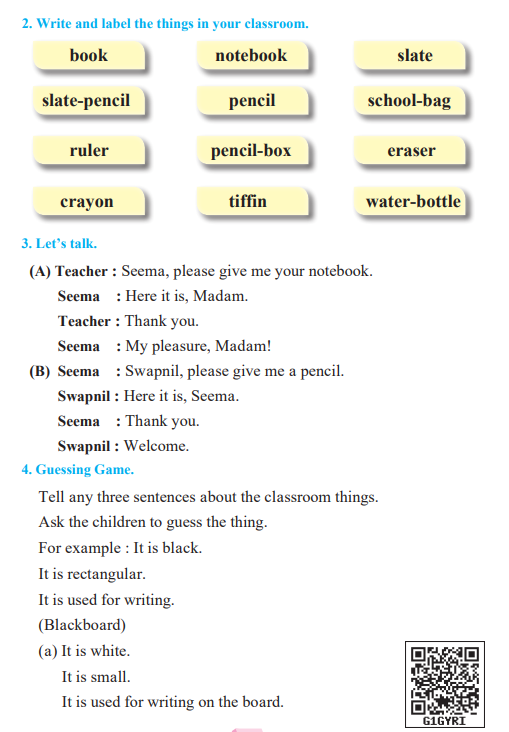 2. Write and label the things in your classroom.
book notebook slate
slate-pencil pencil school-bag
ruler pencil-box eraser
crayon tiffin water-bottle
3. Let's talk.
(A) Teacher : Seema, please give me your notebook.
Seema : Here it is, Madam.
Teacher : Thank you.
Seema : My pleasure, Madam!
(B) Seema : Swapnil, please give me a pencil.
Swapnil : Here it is, Seema.
Seema : Thank you.
Swapnil : Welcome.
4. Guessing Game.
Tell any three sentences about the classroom things.
Ask the children to guess the thing.
For example : It is black.
It is rectangular.
It is used for writing.
(Blackboard)
(a) It is white.
It is small.
It is used for writing on the board.
G1GYRI